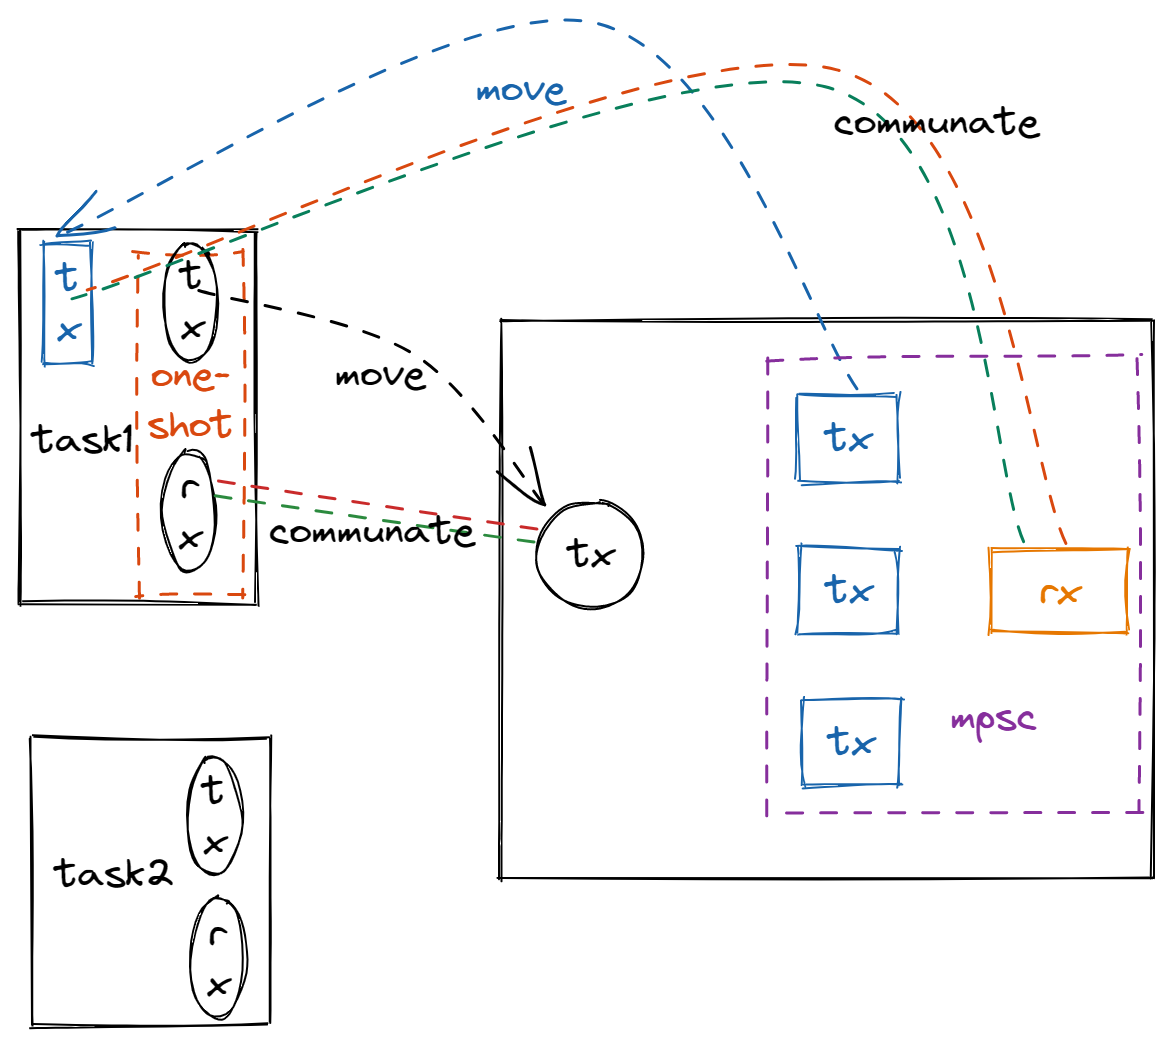 move
communate
t
x
t
x
one-
shot
task1
r
x
move
communate
tx
tx
tx
rx
tx
mpsc
t
x
task2
r
x